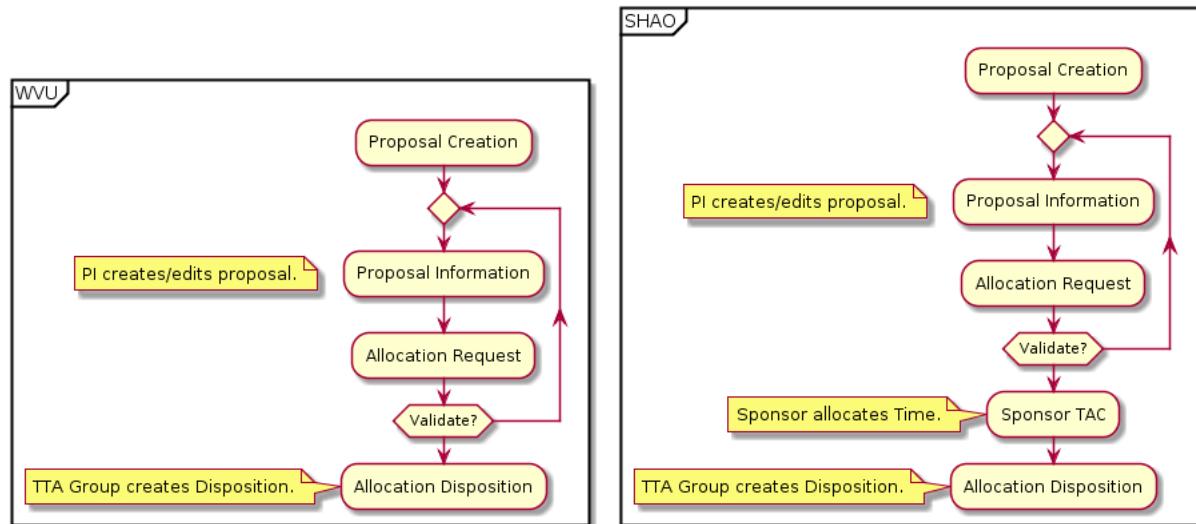 WVU
Proposal Creation
PI creates/edits proposal.
Proposal Information
Allocation Request
Validate?
TTA Group creates Disposition.
Allocation Disposition
SHAO
Proposal Creation
PI creates/edits proposal.
Proposal Information
Allocation Request
Validate?
Sponsor allocates Time.
Sponsor TAC
TTA Group creates Disposition.
Allocation Disposition